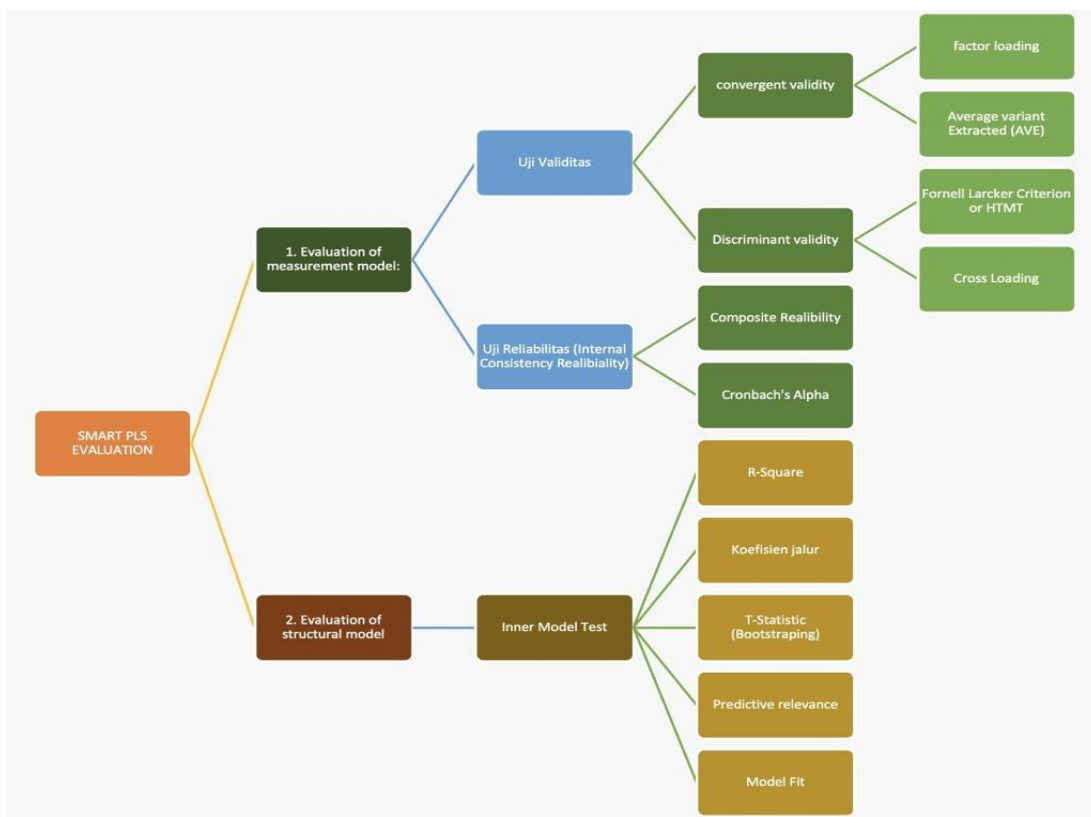 SMART PLS
EVALUATION
1. Evaluation of
measurement model:
Uji Validitas
convergent validity
factor loading
Average variant
Extracted (AVE)
Discriminant validity
Fornell Larcker Criterion
or HTMT
Cross Loading
Uji Reliabilitas (Internal
Consistency Realibiality)
Composite Realibility
Cronbach's Alpha
2. Evaluation of
structural model
Inner Model Test
R-Square
Koefisien jalur
T-Statistic
(Bootstraping)
Predictive relevance
Model Fit